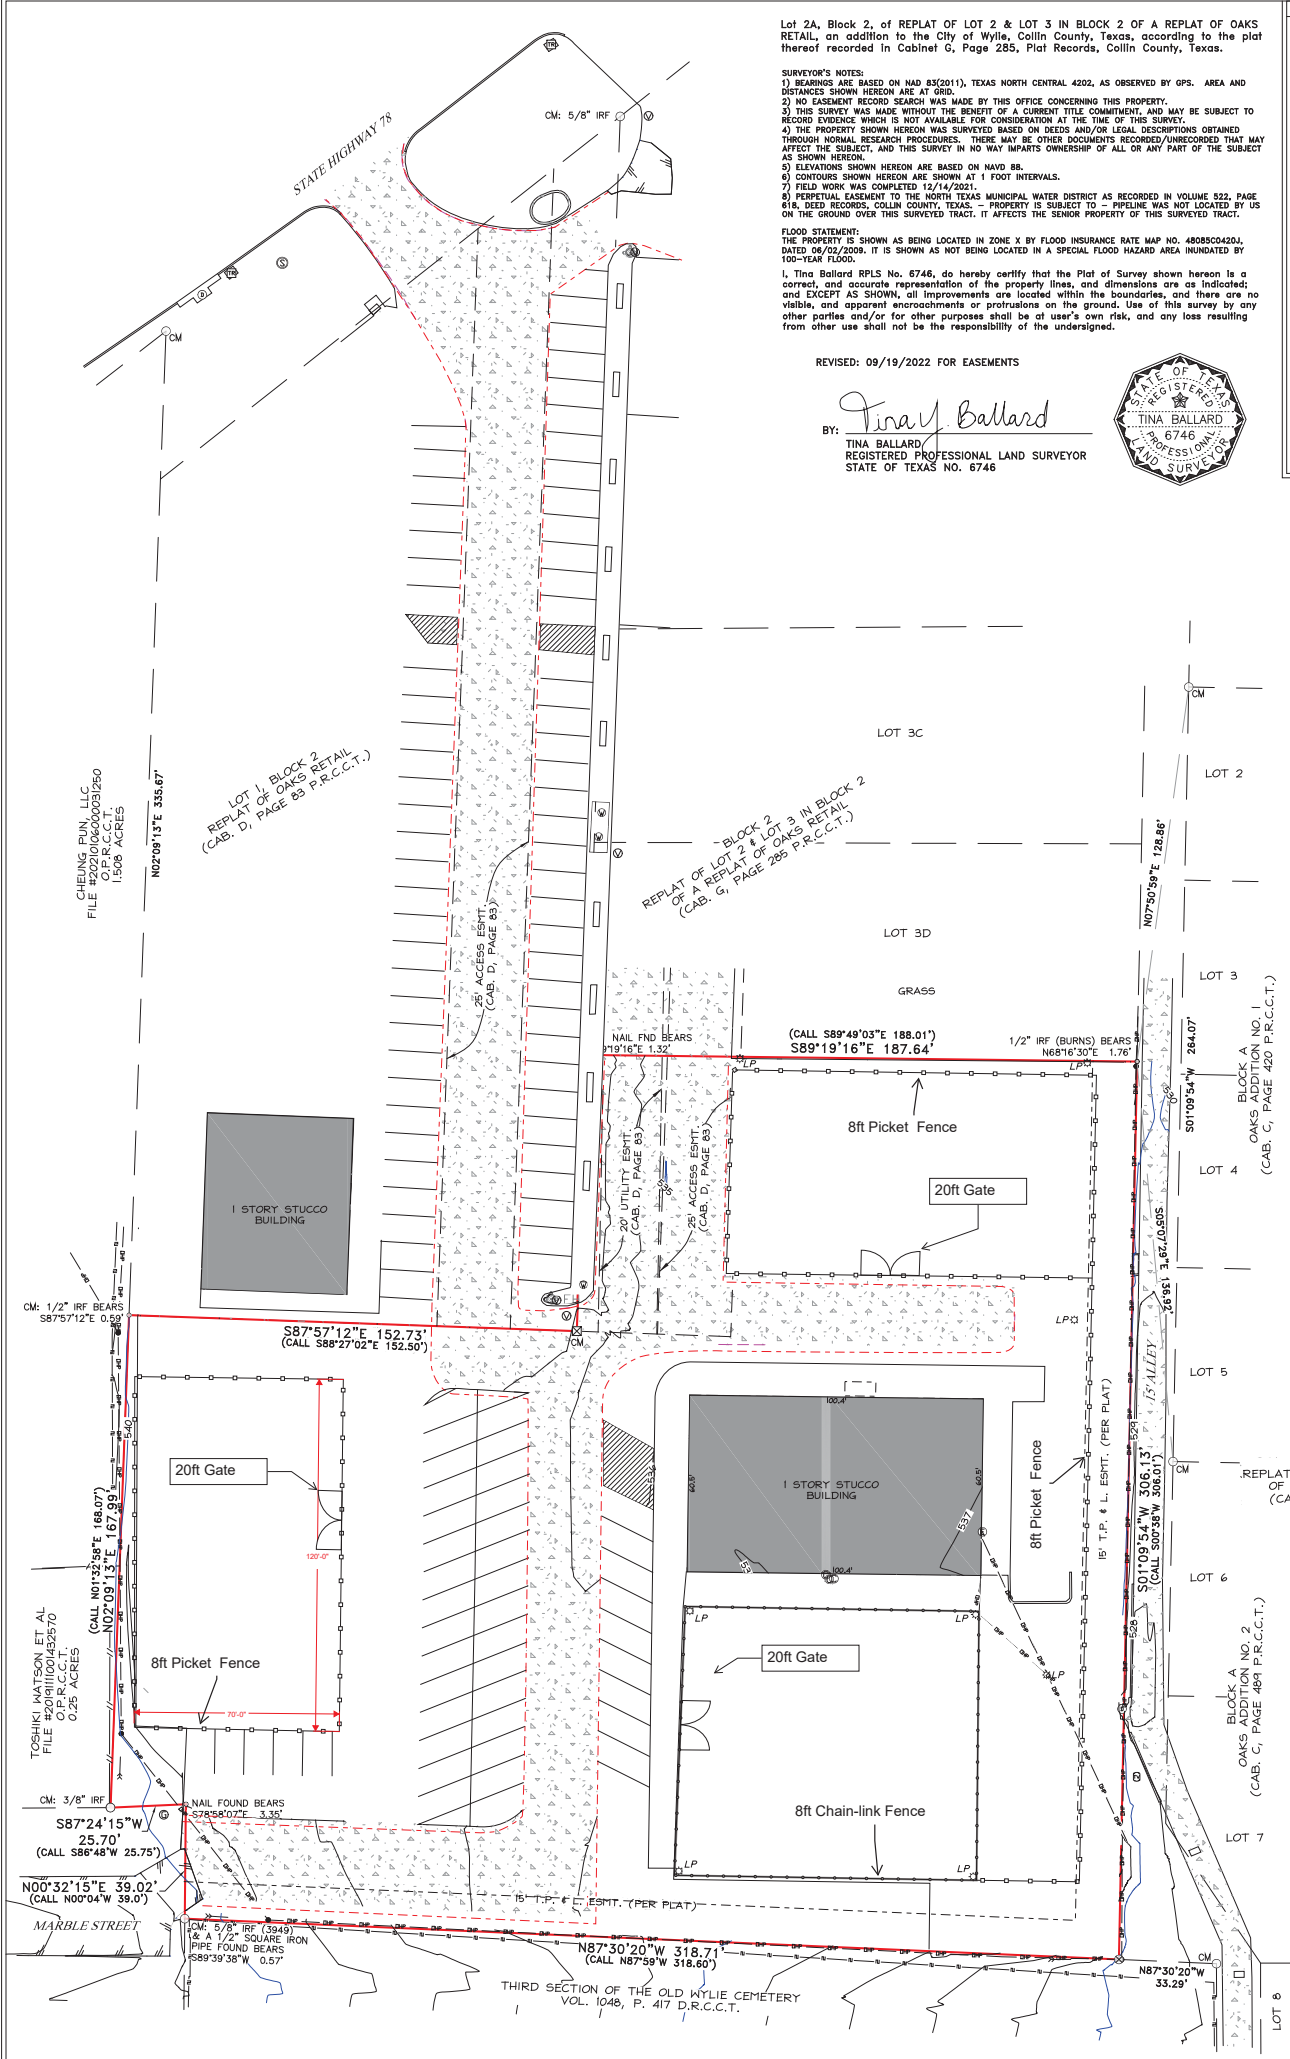 Lot 2A, Block 2, of REPLAT OF LOT 2 & LOT 3 IN BLOCK 2 OF A REPLAT OF OAKS
RETAIL, an addition to the City of Wylie, Collin County, Texas, according to the plat
thereof recorded in Cabinet G, Page 285, Plat Records, Collin County, Texas.
SURVEYOR'S NOTES:
1) BEARINGS ARE BASED ON NAD 83(2011), TEXAS NORTH CENTRAL 4202, AS OBSERVED BY GPS. AREA AND
DISTANCES SHOWN HEREON ARE AT GRID.
2) NO EASEMENT RECORD SEARCH WAS MADE BY THIS OFFICE CONCERNING THIS PROPERTY.
3) THIS SURVEY WAS MADE WITHOUT THE BENEFIT OF A CURRENT TITLE COMMITMENT, AND MAY BE SUBJECT TO
RECORD EVIDENCE WHICH IS NOT AVAILABLE FOR CONSIDERATION AT THE TIME OF THIS SURVEY.
4) THE PROPERTY SHOWN HEREON WAS SURVEYED BASED ON DEEDS AND/OR LEGAL DESCRIPTIONS OBTAINED
THROUGH NORMAL RESEARCH PROCEDURES. THERE MAY BE OTHER DOCUMENTS RECORDED/UNRECORDED THAT MAY
AFFECT THE SUBJECT, AND THIS SURVEY IN NO WAY IMPARTS OWNERSHIP OF ALL OR ANY PART OF THE SUBJECT
AS SHOWN HEREON.
5) ELEVATIONS SHOWN HEREON ARE BASED ON NAVD 88.
6) CONTOURS SHOWN HEREON ARE SHOWN AT 1 FOOT INTERVALS.
7) FIELD WORK WAS COMPLETED 12/14/2021.
8) PERPETUAL EASEMENT TO THE NORTH TEXAS MUNICIPAL WATER DISTRICT AS RECORDED IN VOLUME 522, PAGE
618, DEED RECORDS, COLLIN COUNTY, TEXAS. - PROPERTY IS SUBJECT TO - PIPELINE WAS NOT LOCATED BY US
ON THE GROUND OVER THIS SURVEYED TRACT. IT AFFECTS THE SENIOR PROPERTY OF THIS SURVEYED TRACT.
FLOOD STATEMENT:
THE PROPERTY IS SHOWN AS BEING LOCATED IN ZONE X BY FLOOD INSURANCE RATE MAP NO. 48085C0420J,
DATED 06/02/2009. IT IS SHOWN AS NOT BEING LOCATED IN A SPECIAL FLOOD HAZARD AREA INUNDATED BY
100-YEAR FLOOD.
I, Tina Ballard RPLS No. 6746, do hereby certify that the Plat of Survey shown hereon is a
correct, and accurate representation of the property lines, and dimensions are as indicated;
and EXCEPT AS SHOWN, all improvements are located within the boundaries, and there are no
visible, and apparent encroachments or protrusions on the ground. Use of this survey by any
other parties and/or for other purposes shall be at user's own risk, and any loss resulting
from other use shall not be the responsibility of the undersigned.
REVISED: 09/19/2022 FOR EASEMENTS
Tina Y. Ballard
BY:
TINA BALLARD
REGISTERED PROFESSIONAL LAND SURVEYOR
STATE OF TEXAS NO. 6746
STATE OF TEXAS
REGISTERED
TINA BALLARD
6746
PROFESSIONAL
LAND SURVEYOR
STATE HIGHWAY 78
CM: 5/8" IRF
CM
CHEUNG PUN, LLC
FILE #20210106000031250
O.P.R.C.C.T.
1.508 ACRES
N02°09'13"E 335.67'
LOT 1, BLOCK 2
REPLAT OF OAKS RETAIL
(CAB. D, PAGE 83 P.R.C.C.T.)
25' ACCESS ESMT.
(CAB. D, PAGE 83)
LOT 3C
BLOCK 2
REPLAT OF LOT 2 & LOT 3 IN BLOCK 2
OF A REPLAT OF OAKS RETAIL
(CAB. G, PAGE 285 P.R.C.C.T.)
LOT 3D
GRASS
CM
LOT 2
N07°50'59"E 128.86'
LOT 3
S01°09'54"W 264.07'
BLOCK A
OAKS ADDITION NO. 1
(CAB. C, PAGE 420 P.R.C.C.T.)
NAIL FND BEARS
9'19'16"E 1.32'
(CALL S89°49'03"E 188.01')
S89°19'16"E 187.64'
1/2" IRF (BURNS) BEARS
N68°16'30"E 1.76'
LP
LP
530
8ft Picket Fence
20ft Gate
20' UTILITY ESMT.
(CAB. D, PAGE 83)
535
25' ACCESS ESMT.
(CAB. D, PAGE 83)
LOT 4
S05°07'29"E 136.92'
1 STORY STUCCO
BUILDING
CM: 1/2" IRF BEARS
S87°57'12"E 0.59'
S87°57'12"E 152.73'
(CALL S88°27'02"E 152.50')
CM
LP
LOT 5
15' ALLEY
529
CM
REPLAT
OF
(CA
540
20ft Gate
120'-0"
(CALL N01°32'58"E 168.07')
N02°09'13"E 167.99'
100.4'
60.5'
1 STORY STUCCO
BUILDING
60.5'
537
100.4'
8ft Picket Fence
15' T.P. & L. ESMT. (PER PLAT)
S01°09'54"W 306.13'
(CALL S00°38'W 306.01')
LOT 6
TOSHIKI WATSON ET AL
FILE #20191111001432570
O.P.R.C.C.T.
0.25 ACRES
8ft Picket Fence
70'-0"
LP
LP
20ft Gate
LP
528
BLOCK A
OAKS ADDITION NO. 2
(CAB. C, PAGE 489 P.R.C.C.T.)
CM: 3/8" IRF
NAIL FOUND BEARS
S78°58'07"E 3.35'
S87°24'15"W
25.70'
(CALL S86°48'W 25.75')
8ft Chain-link Fence
LOT 7
LP
LP
N00°32'15"E 39.02'
(CALL N00°04'W 39.0')
15' T.P. & L. ESMT. (PER PLAT)
MARBLE STREET
CM: 5/8" IRF (3949)
& A 1/2" SQUARE IRON
PIPE FOUND BEARS
S89°39'38"W 0.57'
N87°30'20"W 318.71'
(CALL N87°59'W 318.60')
CM
N87°30'20"W
33.29'
THIRD SECTION OF THE OLD WYLIE CEMETERY
VOL. 1048, P. 417 D.R.C.C.T.
LOT 8